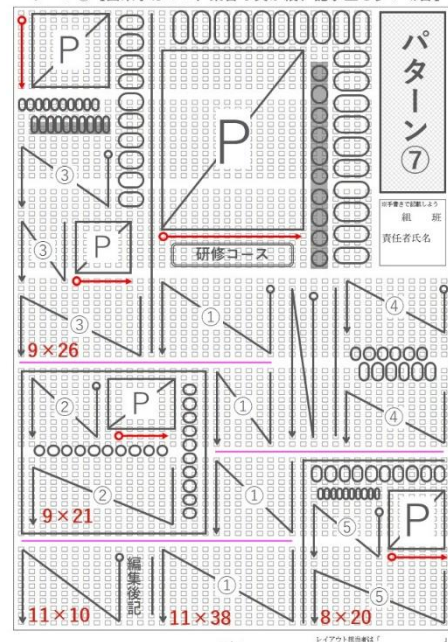 パターン⑦
※手書きで記載しよう
組 班
責任者氏名
P
P
研修コース
③
③
P
③
9×26
①
④
④
②
P
②
9×21
①
①
⑤
P
⑤
8×20
11×10
編集後記
①
11×38
レイアウト担当者は「